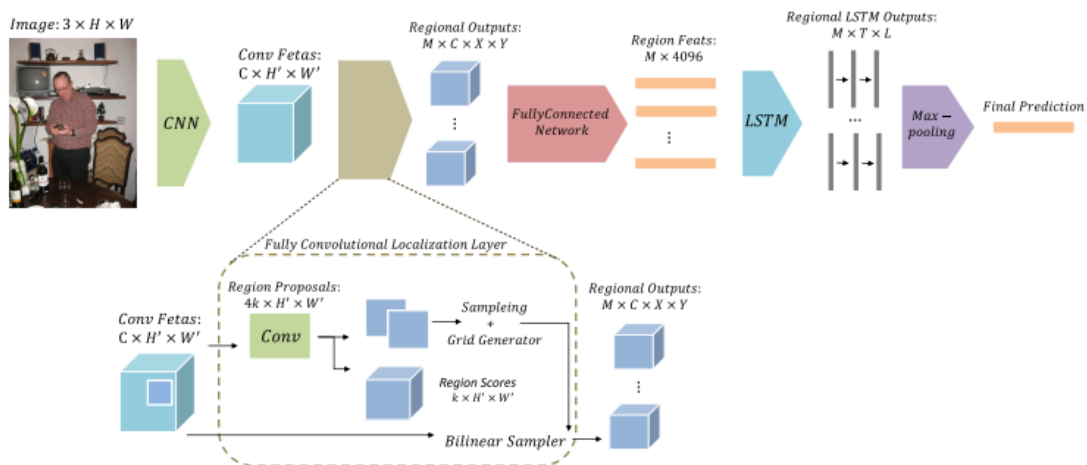 Image: 3 × H × W
CNN
Conv Fetas:
C × H′ × W′
Regional Outputs:
M × C × X × Y
FullyConnected
Network
Region Feats:
M × 4096
LSTM
Regional LSTM Outputs:
M × T × L
...
Max −
pooling
Final Prediction
Fully Convolutional Localization Layer
Conv Fetas:
C × H′ × W′
Region Proposals:
4k × H′ × W′
Conv
Sampleing
+
Grid Generator
Region Scores
k × H′ × W′
Bilinear Sampler
Regional Outputs:
M × C × X × Y